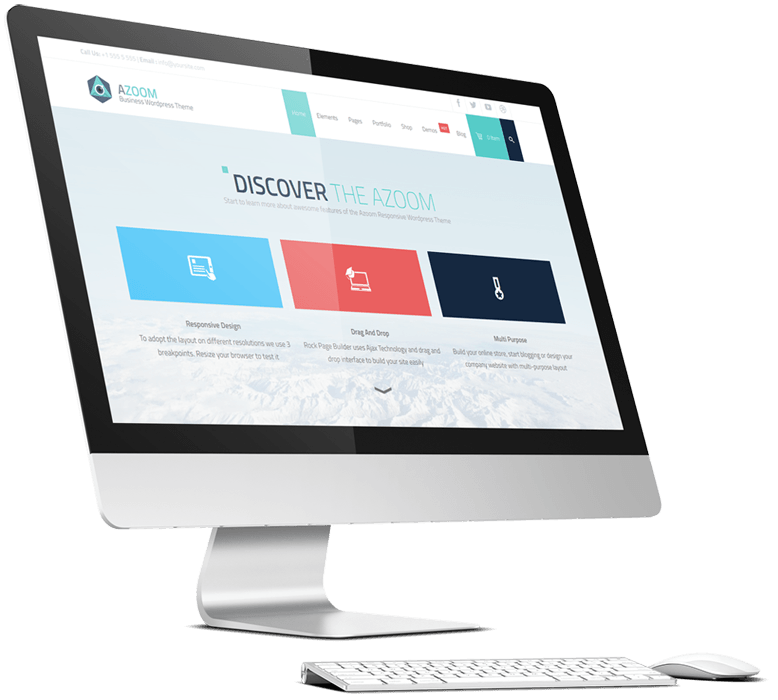 Call Us:
Email:
AZOOM
Business Wordpress Theme
Home
Elements
Pages
Portfolio
Shop
Demos
Blog
0 Item
DISCOVER THE AZOOM
Start to learn more about awesome features of the Azoom Responsive Wordpress Theme
Responsive Design
To adopt the layout on different resolutions we use 3
breakpoints. Resize your browser to test it
Drag And Drop
Rock Page Builder uses Ajax Technology and drag and
drop interface to build your site easily
Multi Purpose
Build your online store, start blogging or design your
company website with multi-purpose layout